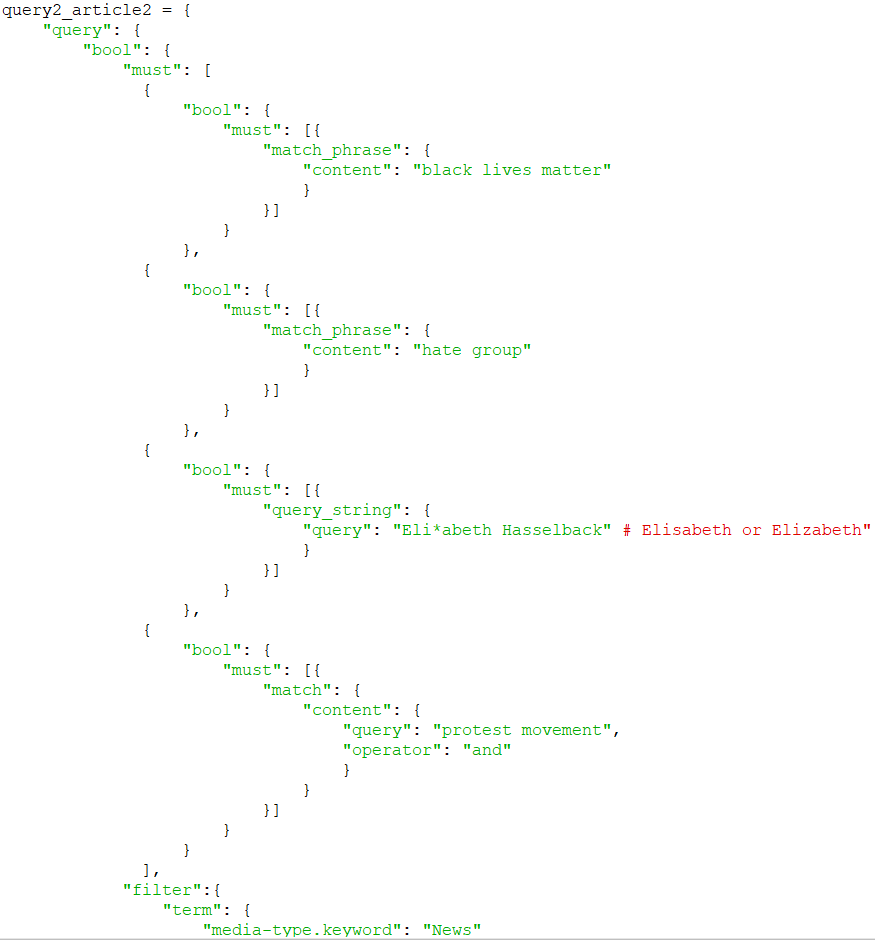 query2_article2 = {
    "query": {
        "bool": {
            "must": [
              {
                  "bool": {
                      "must": [{
                          "match_phrase": {
                              "content": "black lives matter"
                              }
                          }]
                      }
                  },
              {
                  "bool": {
                      "must": [{
                          "match_phrase": {
                              "content": "hate group"
                              }
                          }]
                      }
                  },
              {
                  "bool": {
                      "must": [{
                          "query_string": {
                              "query": "Eli*abeth Hasselback" # Elisabeth or Elizabeth"
                              }
                          }]
                      }
                  },
              {
                  "bool": {
                      "must": [{
                          "match": {
                              "content": {
                                  "query": "protest movement",
                                  "operator": "and"
                                  }
                              }
                          }]
                      }
                  }
              ],
            "filter":{
                "term": {
                    "media-type.keyword": "News"